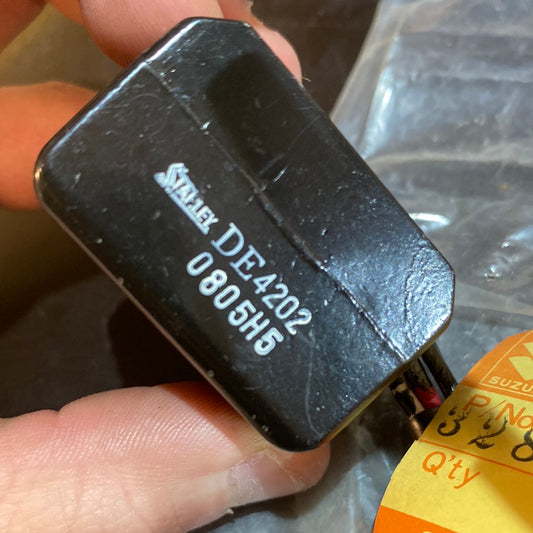 STANLEY
DE4202
0805H5
SUZU
P/No
328
Q'ty